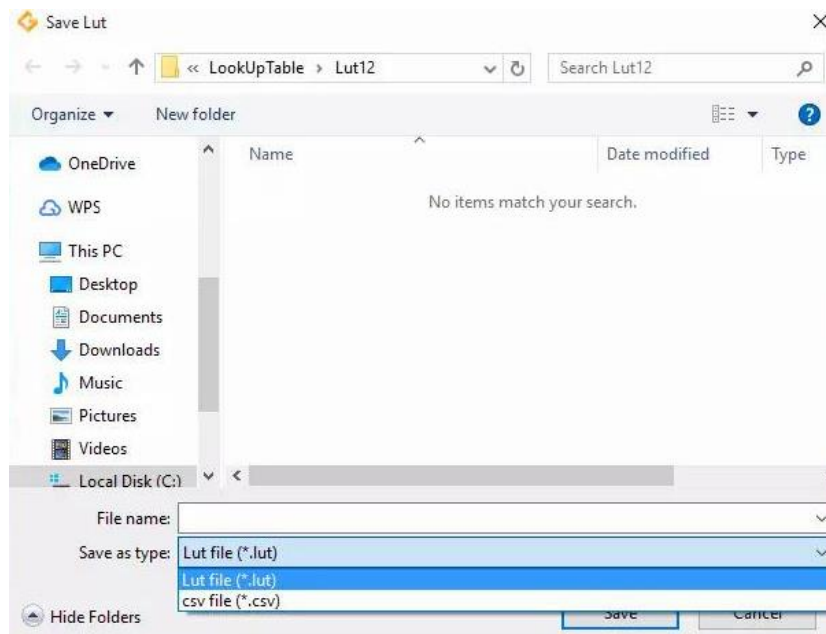 Save Lut
« LookUpTable › Lut12
Search Lut12
Organize
New folder
Name
Date modified
Type
No items match your search.
OneDrive
WPS
This PC
Desktop
Documents
Downloads
Music
Pictures
Videos
Local Disk (C:)
File name:
Save as type: Lut file (*.lut)
Lut file (*.lut)
csv file (*.csv)
Hide Folders
Save
Cancel